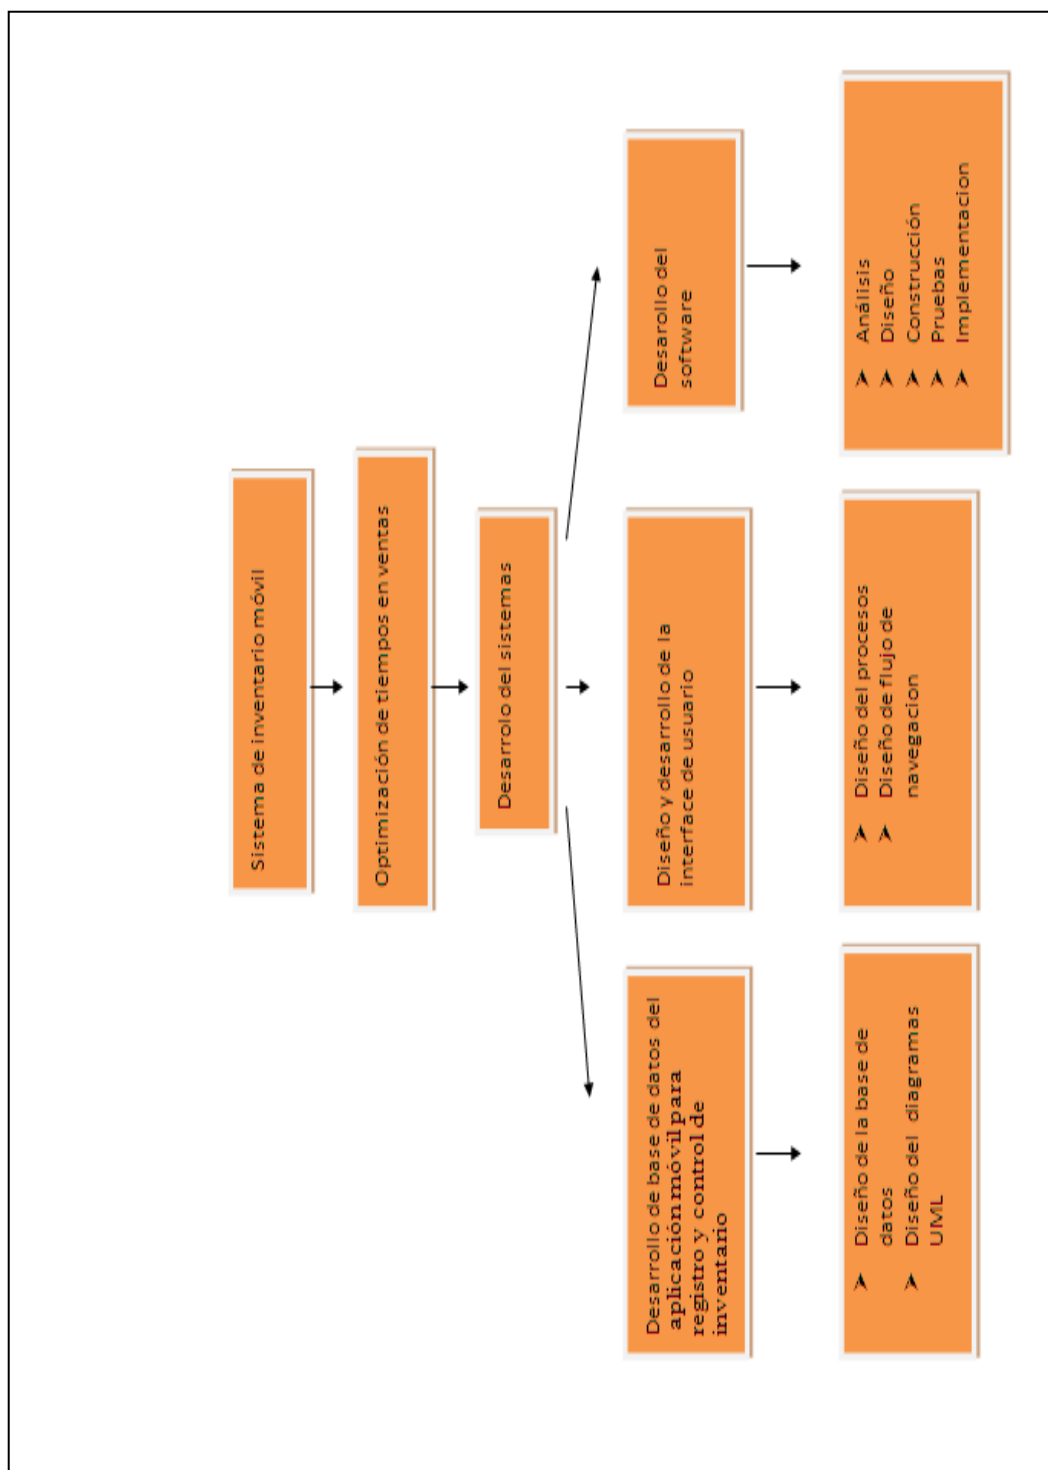 Sistema de inventario móvil
Optimización de tiempos en ventas
Desarrolo del sistemas
Desarrollo de base de datos del
aplicación móvil para
registro y control de
inventario
Diseño y desarrollo de la
interface de usuario
Desarollo del
software
➤ Diseño de la base de
datos
➤ Diseño del diagramas
UML
➤ Diseño del procesos
➤ Diseño de flujo de
navegacion
➤ Análisis
➤ Diseño
➤ Construcción
➤ Pruebas
➤ Implementacion